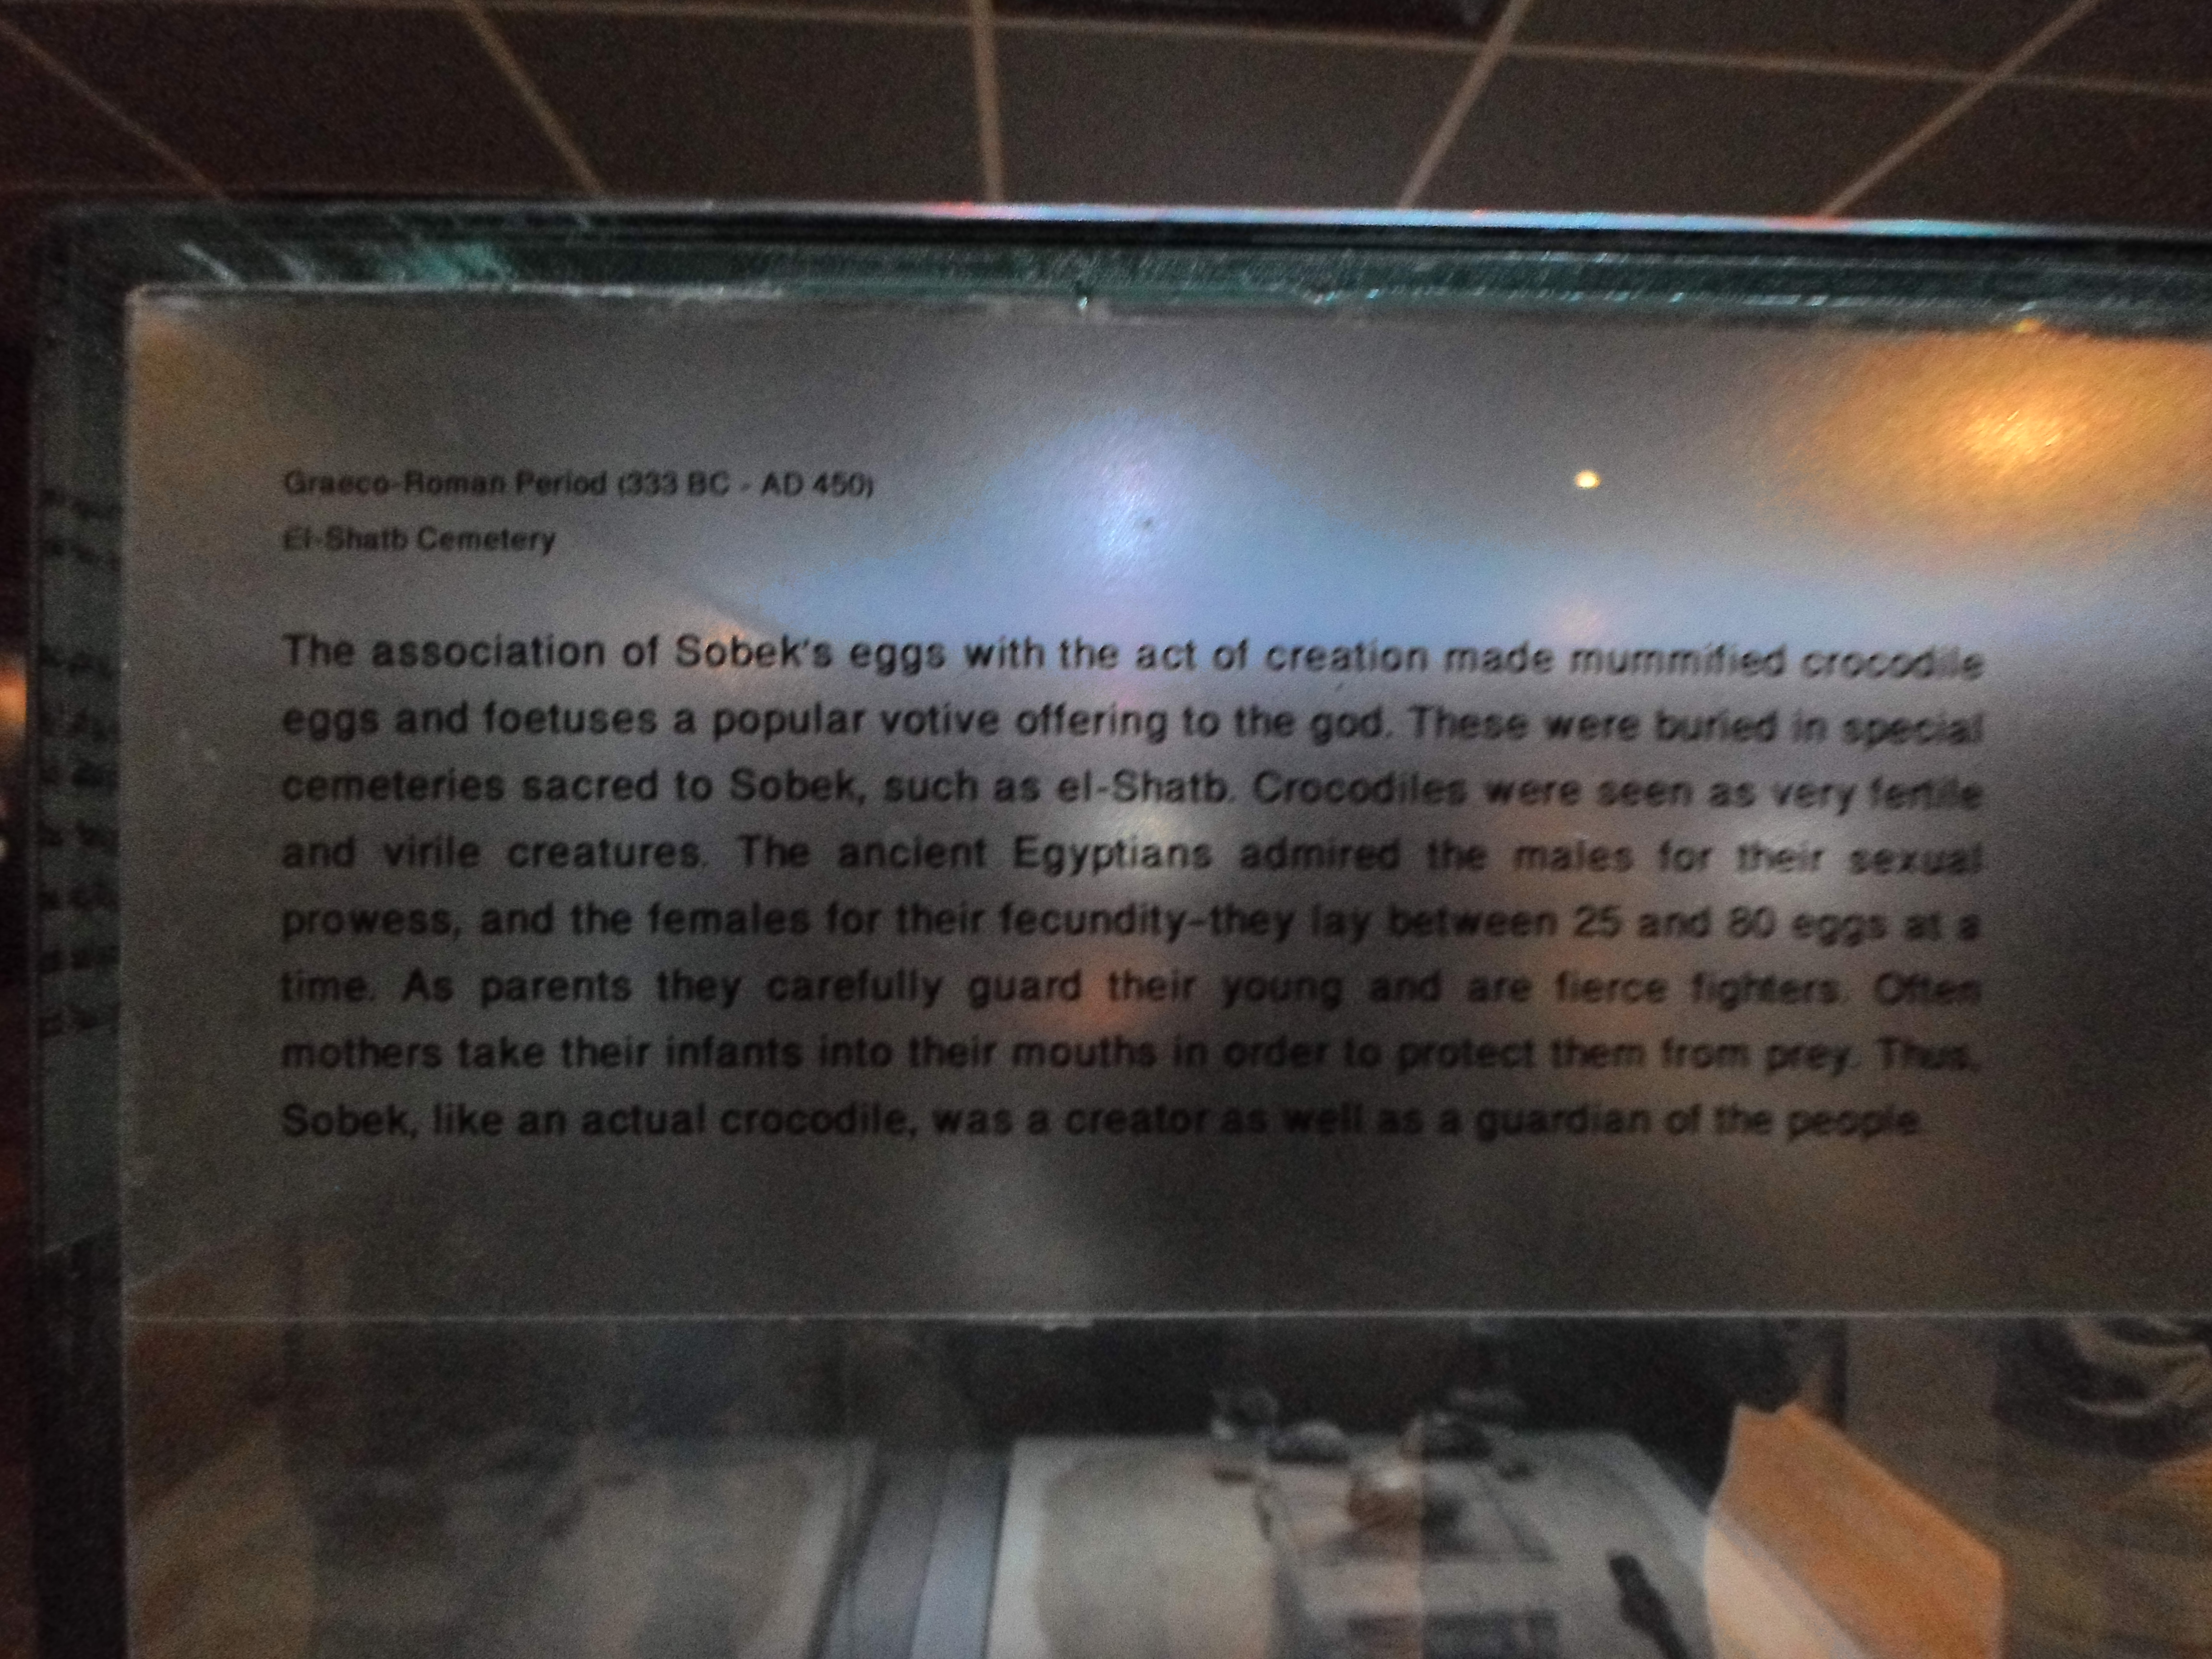 Graeco-Roman Period (333 BC - AD 450)
El-Shatb Cemetery
The association of Sobek's eggs with the act of creation made mummified crocodile
eggs and foetuses a popular votive offering to the god. These were buried in special
cemeteries sacred to Sobek, such as el-Shatb. Crocodiles were seen as very fertile
and virile creatures. The ancient Egyptians admired the males for their sexual
prowess, and the females for their fecundity-they lay between 25 and 80 eggs at a
time. As parents they carefully guard their young and are fierce fighters. Often
mothers take their infants into their mouths in order to protect them from prey. Thus,
Sobek, like an actual crocodile, was a creator as well as a guardian of the people.